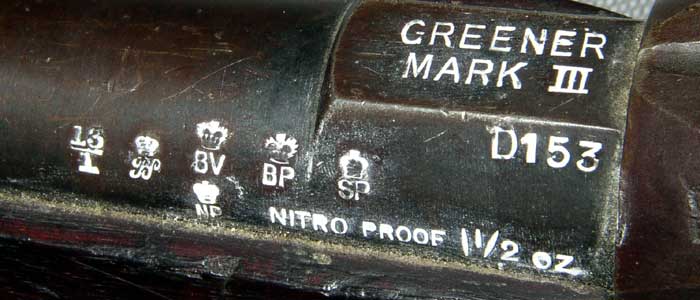 GREENER
MARK III
D153
13/1
BV
BP
SP
NP
NITRO PROOF 1 1/2 OZ